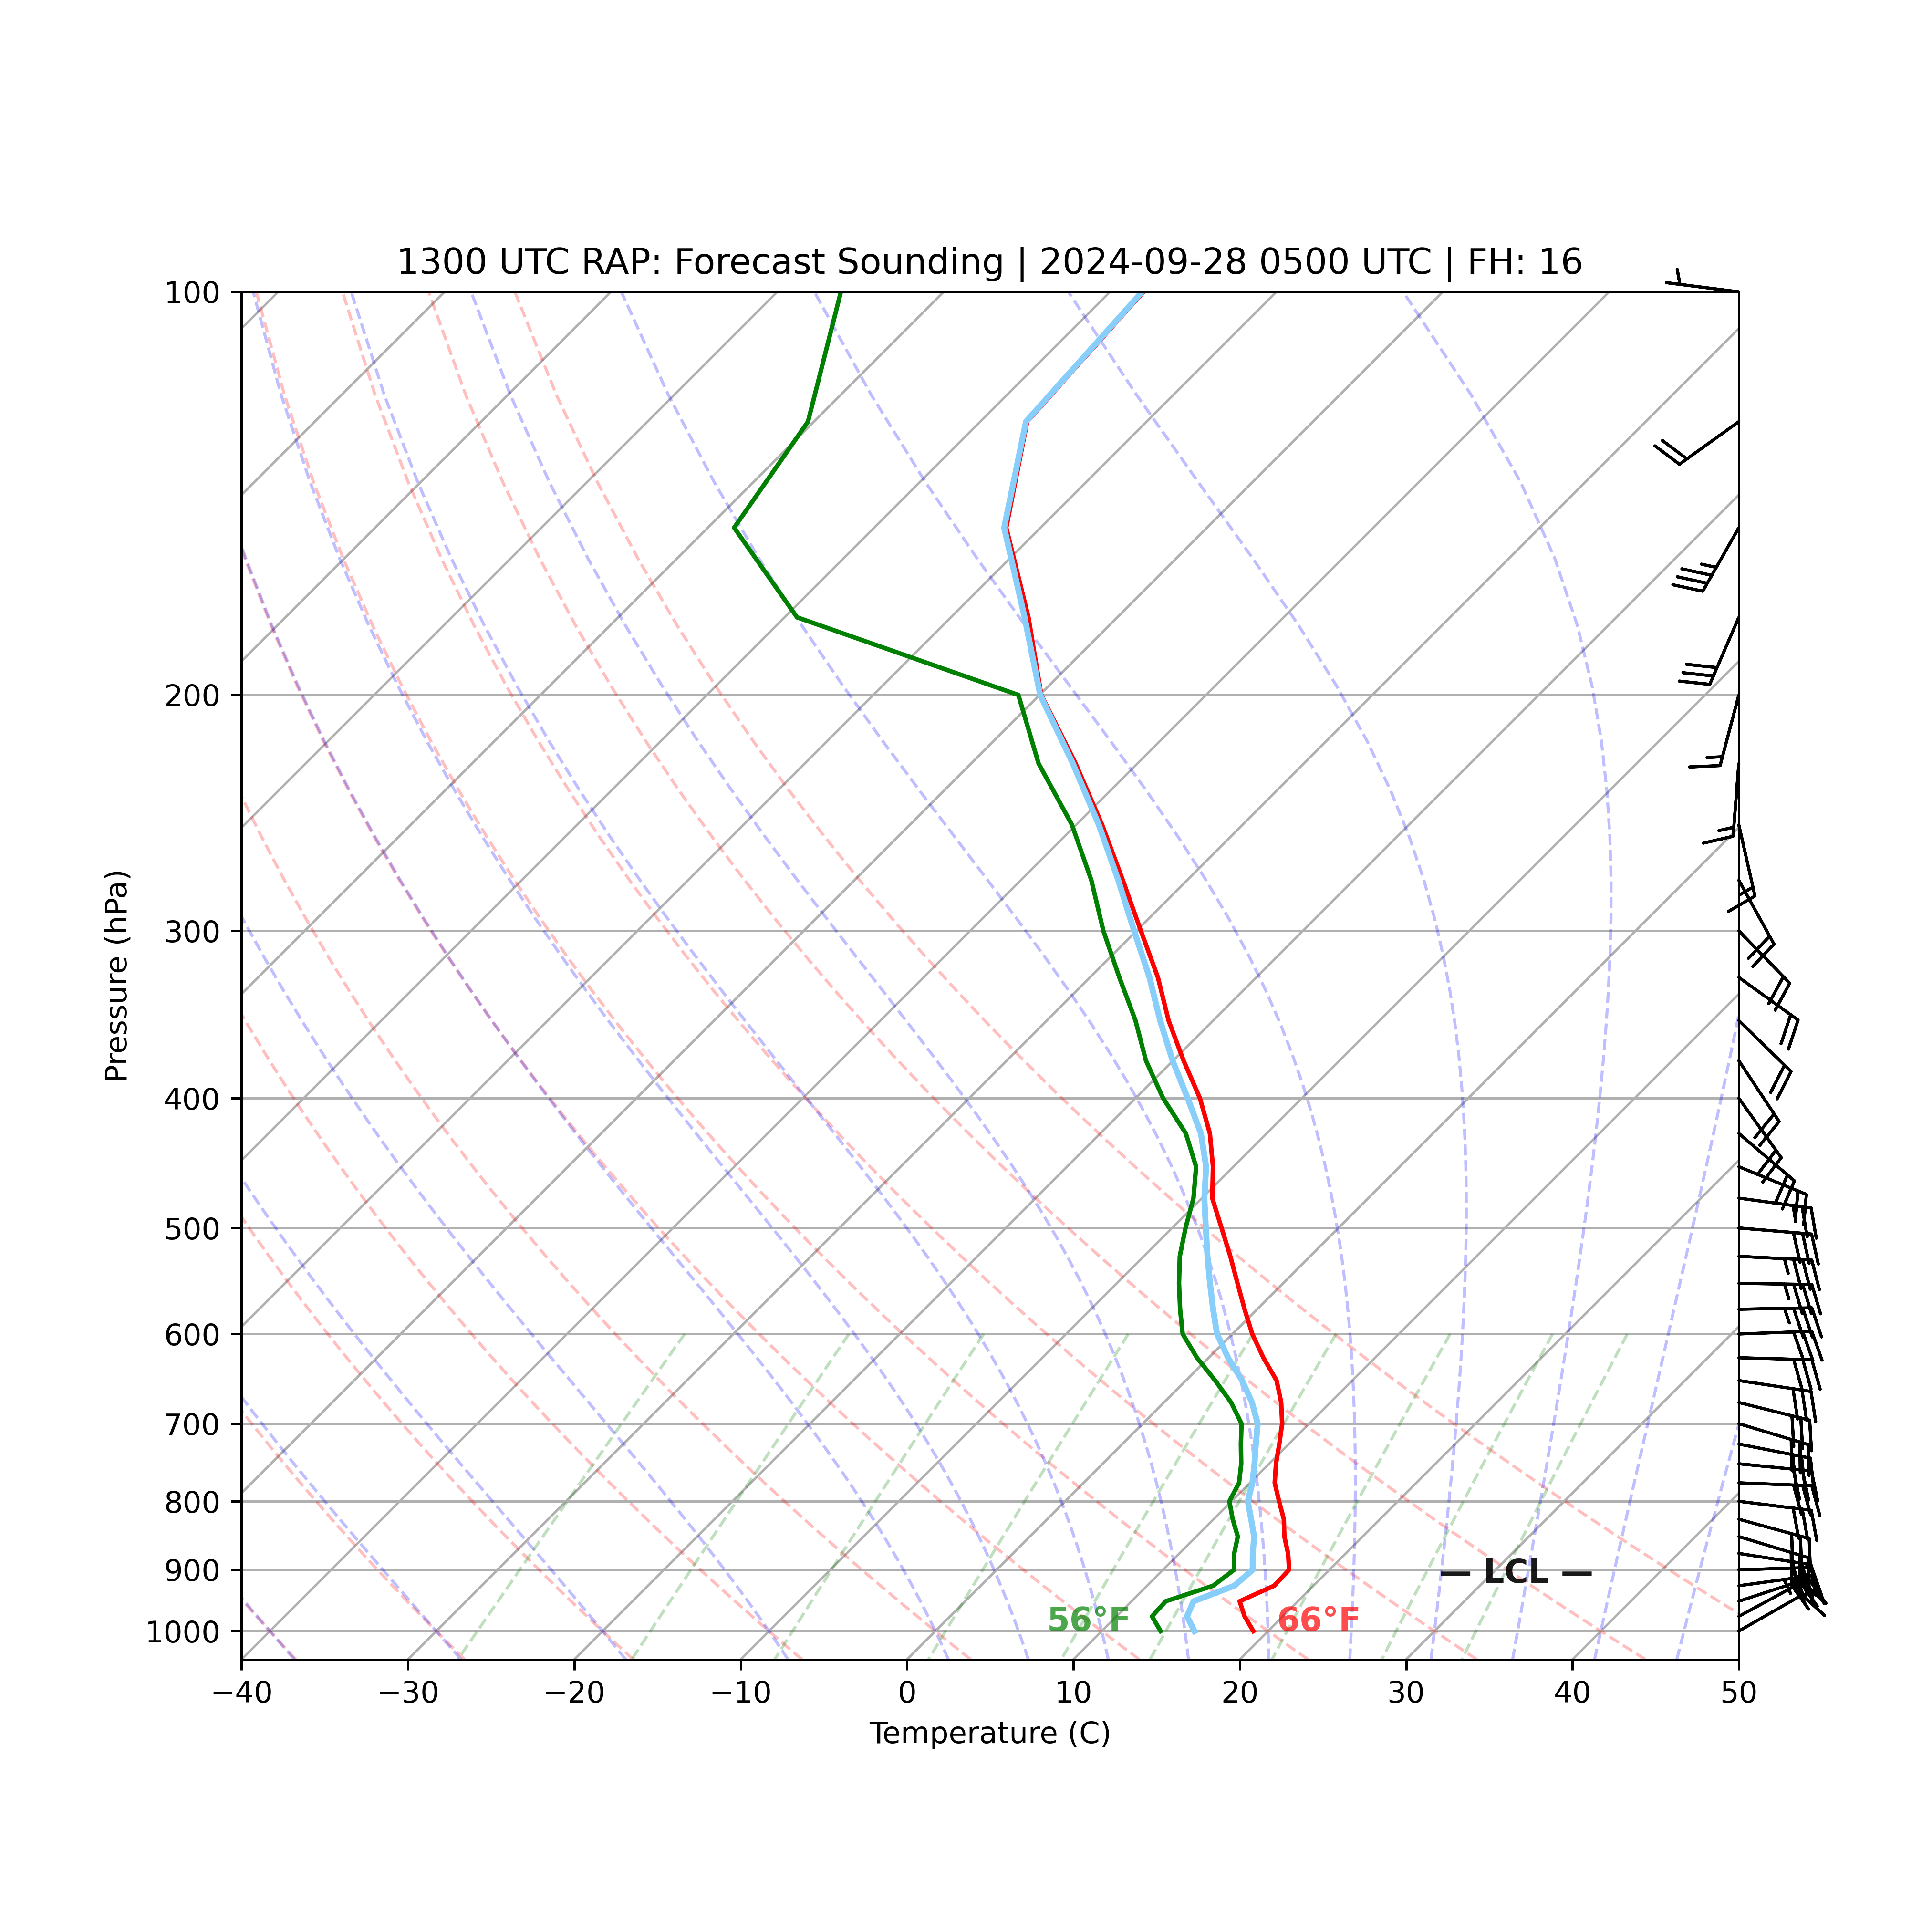 1300 UTC RAP: Forecast Sounding | 2024-09-28 0500 UTC | FH: 16
100
200
300
400
500
600
700
800
900
1000
Pressure (hPa)
— LCL —
56°F 66°F
−40 −30 −20 −10 0 10 20 30 40 50
Temperature (C)